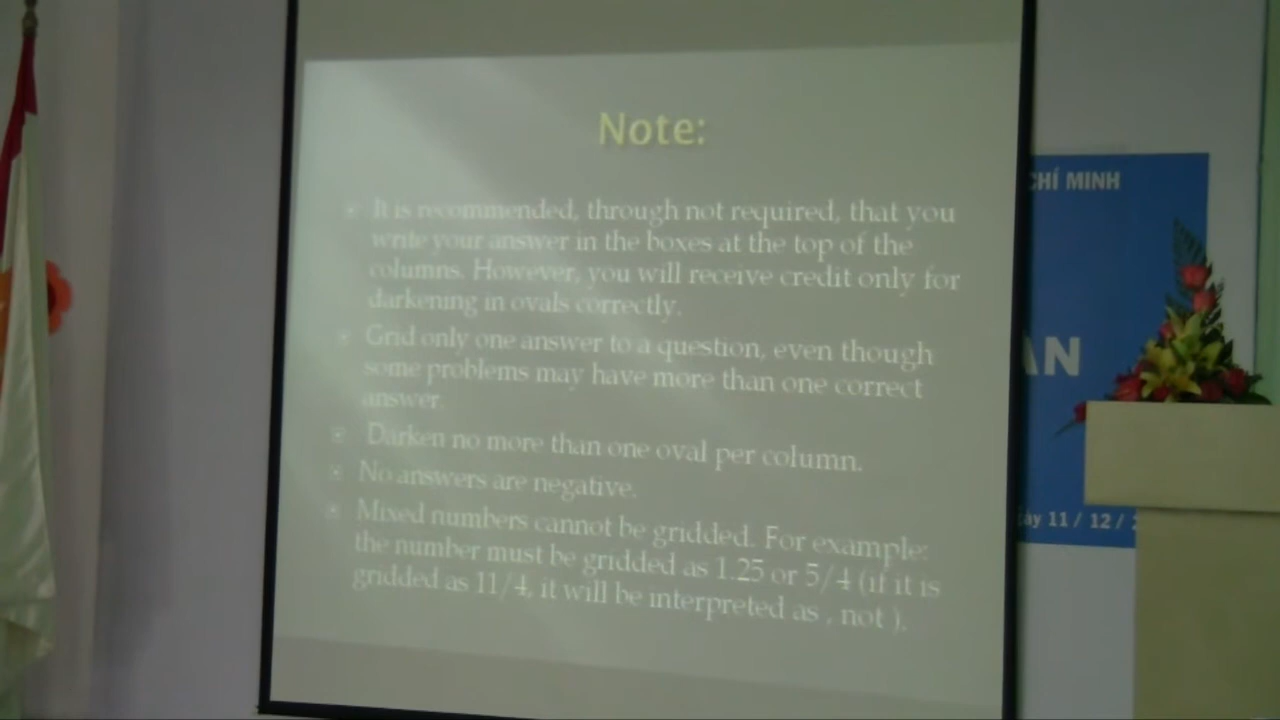 Note:
It is recommended, through not required, that you
write your answer in the boxes at the top of the
columns. However, you will receive credit only for
darkening in ovals correctly.
Grid only one answer to a question, even though
some problems may have more than one correct
answer.
Darken no more than one oval per column.
No answers are negative.
Mixed numbers cannot be gridded. For example:
the number must be gridded as 1.25 or 5/4 (if it is
gridded as 11/4, it will be interpreted as , not ).
CHÍ MINH
AN
11 / 12 /